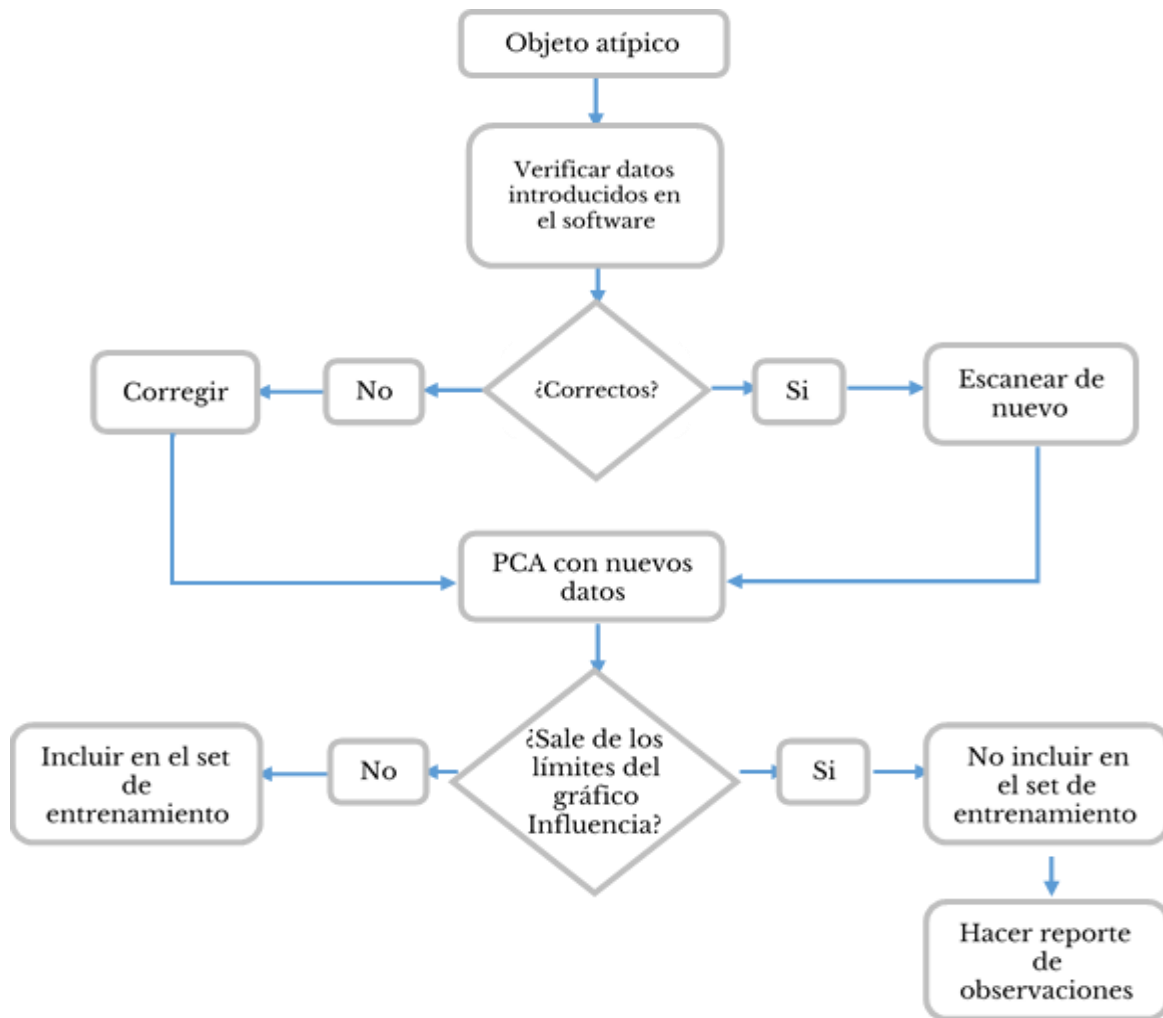 Objeto atípico
Verificar datos
introducidos en
el software
¿Correctos?
No
Corregir
Si
Escanear de
nuevo
PCA con nuevos
datos
¿Sale de los
límites del
gráfico
Influencia?
No
Incluir en el set
de
entrenamiento
Si
No incluir en
el set de
entrenamiento
Hacer reporte
de
observaciones